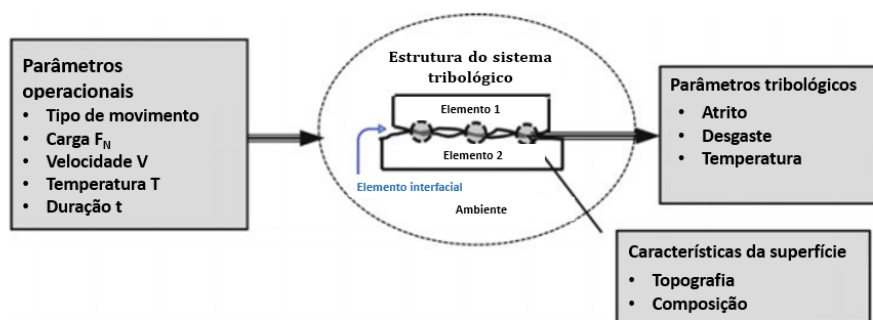 Parâmetros
operacionais
• Tipo de movimento
• Carga FN
• Velocidade V
• Temperatura T
• Duração t
Estrutura do sistema
tribológico
Elemento 1
Elemento 2
Elemento interfacial
Ambiente
Parâmetros tribológicos
• Atrito
• Desgaste
• Temperatura
Características da superfície
• Topografia
• Composição